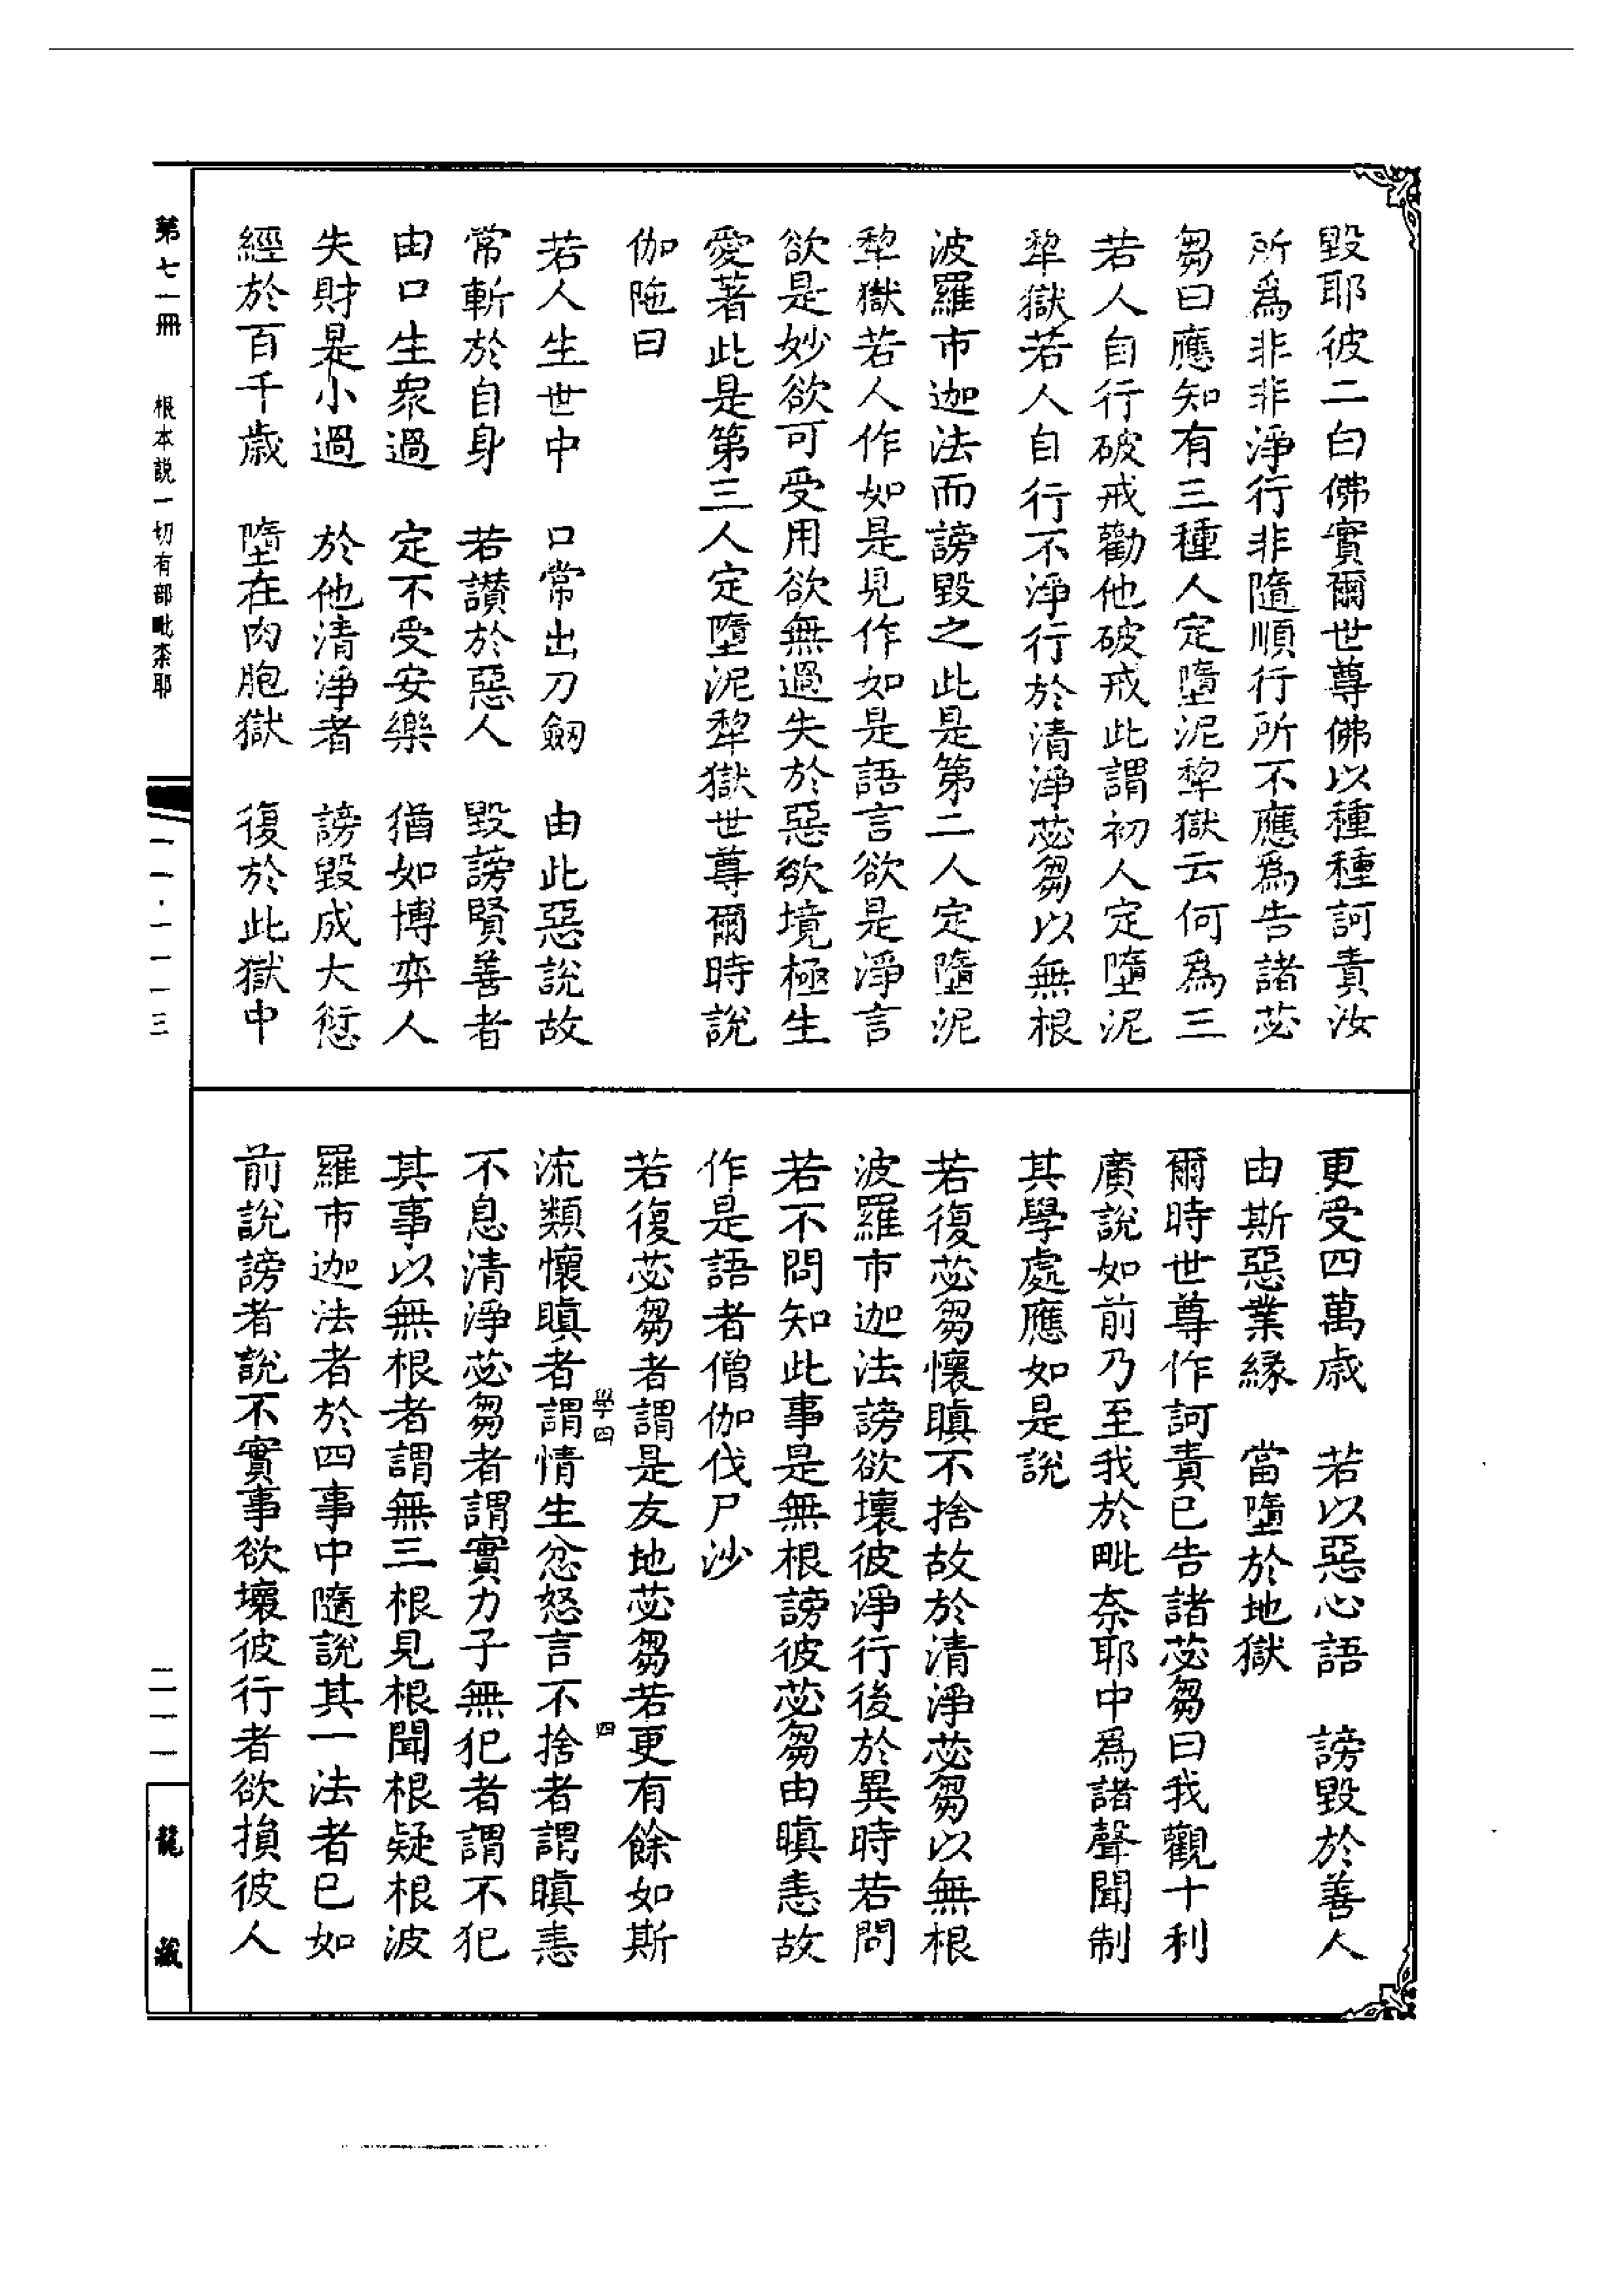 毀耶彼二白佛實爾世尊佛以種種訶責汝
所爲非非淨行非隨順行所不應爲告諸苾
芻曰應知有三種人定墮泥犂獄云何爲三
若人自行破戒勸他破戒此謂初人定墮泥
犂獄若人自行不淨行於清淨苾芻以無根
波羅市迦法而謗毀之此是第二人定墮泥
犂獄若人作如是見作如是語言欲是淨言
欲是妙欲可受用欲無過失於惡欲境極生
愛著此是第三人定墮泥犂獄世尊爾時說
伽陁曰
若人生世中　口常出刀劒　由此惡說故
常斬於自身　若讚於惡人　毀謗賢善者
由口生衆過　定不受安樂　猶如博弈人
失財是小過　於他清淨者　謗毀成大愆
經於百千歲　墮在肉胞獄　復於此獄中
更受四萬歲　若以惡心語　謗毀於善人
由斯惡業緣　當墮於地獄
爾時世尊作訶責已告諸苾芻曰我觀十利
廣說如前乃至我於毗奈耶中爲諸聲聞制
其學處應如是說
若復苾芻懷瞋不捨故於清淨苾芻以無根
波羅市迦法謗欲壞彼淨行後於異時若問
若不問知此事是無根謗彼苾芻由瞋恚故
作是語者僧伽伐尸沙
若復苾芻者謂是友地苾芻若更有餘如斯
學四　四
流類懷瞋者謂情生忿怒言不捨者謂瞋恚
不息清淨苾芻者謂實力子無犯者謂不犯
其事以無根者謂無三根見根聞根疑根波
羅市迦法者於四事中隨說其一法者已如
前說謗者說不實事欲壞彼行者欲損彼人
第七一冊　根本說一切有部毗柰耶
一一·一一一三
二一一
龍藏